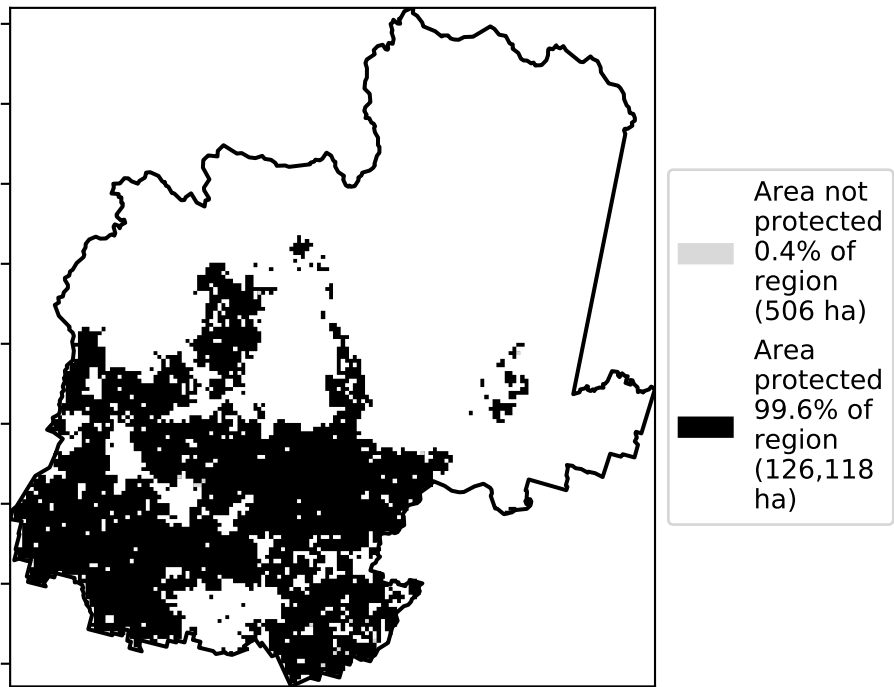 Area not
protected
0.4% of
region
(506 ha)
Area
protected
99.6% of
region
(126,118
ha)